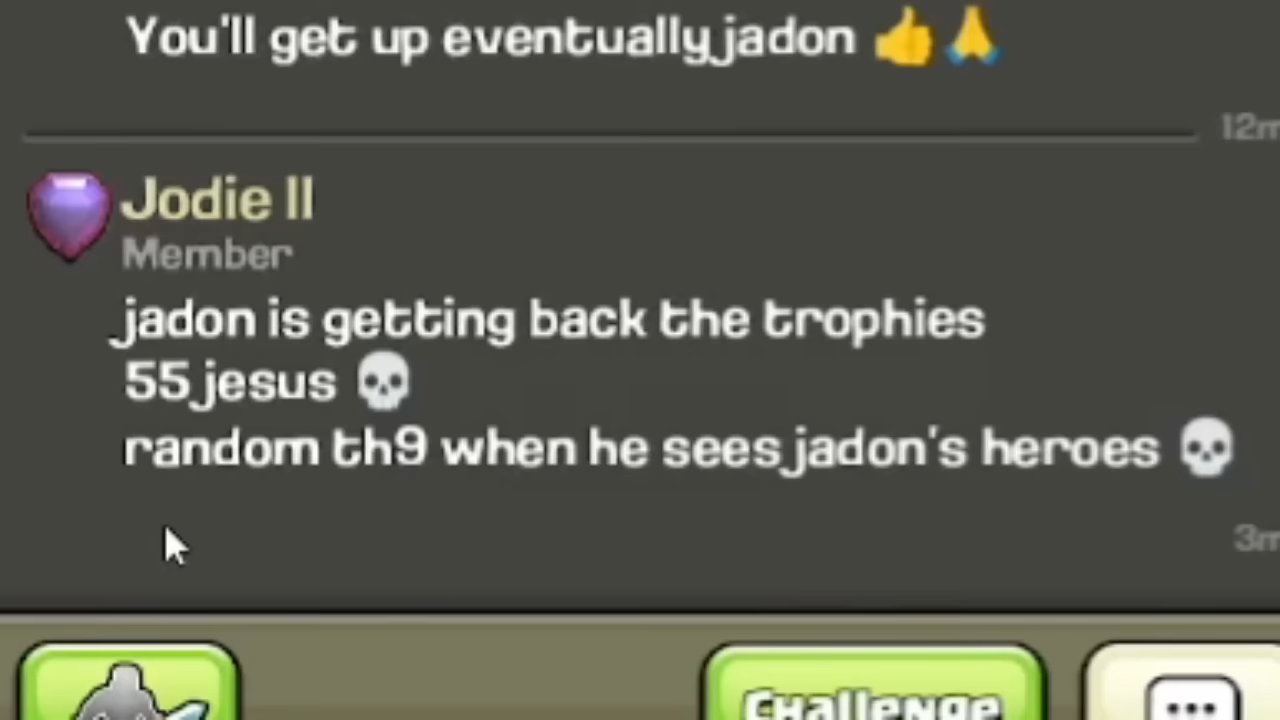 You'll get up eventually jadon 👍🙏
12m
Jodie II
Member
jadon is getting back the trophies
55 jesus 💀
random th9 when he sees jadon's heroes 💀
3m
Challenge